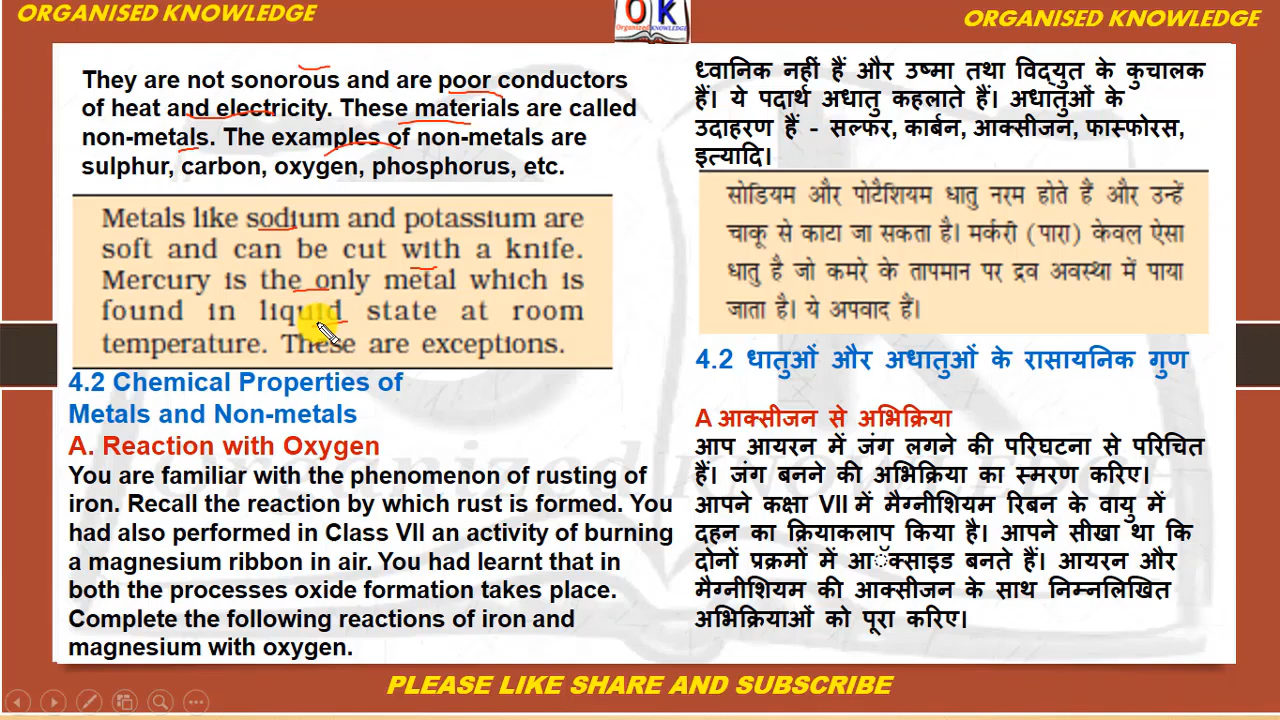 ORGANISED KNOWLEDGE
OK
Organized KNOWLEDGE
ORGANISED KNOWLEDGE
They are not sonorous and are poor conductors
of heat and electricity. These materials are called
non-metals. The examples of non-metals are
sulphur, carbon, oxygen, phosphorus, etc.
Metals like sodium and potassium are
soft and can be cut with a knife.
Mercury is the only metal which is
found in liquid state at room
temperature. These are exceptions.
4.2 Chemical Properties of
Metals and Non-metals
A. Reaction with Oxygen
You are familiar with the phenomenon of rusting of
iron. Recall the reaction by which rust is formed. You
had also performed in Class VII an activity of burning
a magnesium ribbon in air. You had learnt that in
both the processes oxide formation takes place.
Complete the following reactions of iron and
magnesium with oxygen.
ध्वानिक नहीं हैं और उष्मा तथा विद्युत के कुचालक
हैं। ये पदार्थ अधातु कहलाते हैं। अधातुओं के
उदाहरण हैं - सल्फर, कार्बन, आक्सीजन, फास्फोरस,
इत्यादि।
सोडियम और पोटैशियम धातु नरम होते हैं और उन्हें
चाकू से काटा जा सकता है। मर्करी (पारा) केवल ऐसा
धातु है जो कमरे के तापमान पर द्रव अवस्था में पाया
जाता है। ये अपवाद हैं।
4.2 धातुओं और अधातुओं के रासायनिक गुण
A आक्सीजन से अभिक्रिया
आप आयरन में जंग लगने की परिघटना से परिचित
हैं। जंग बनने की अभिक्रिया का स्मरण करिए।
आपने कक्षा VII में मैग्नीशियम रिबन के वायु में
दहन का क्रियाकलाप किया है। आपने सीखा था कि
दोनों प्रक्रमों में आॅक्साइड बनते हैं। आयरन और
मैग्नीशियम की आक्सीजन के साथ निम्नलिखित
अभिक्रियाओं को पूरा करिए।
PLEASE LIKE SHARE AND SUBSCRIBE